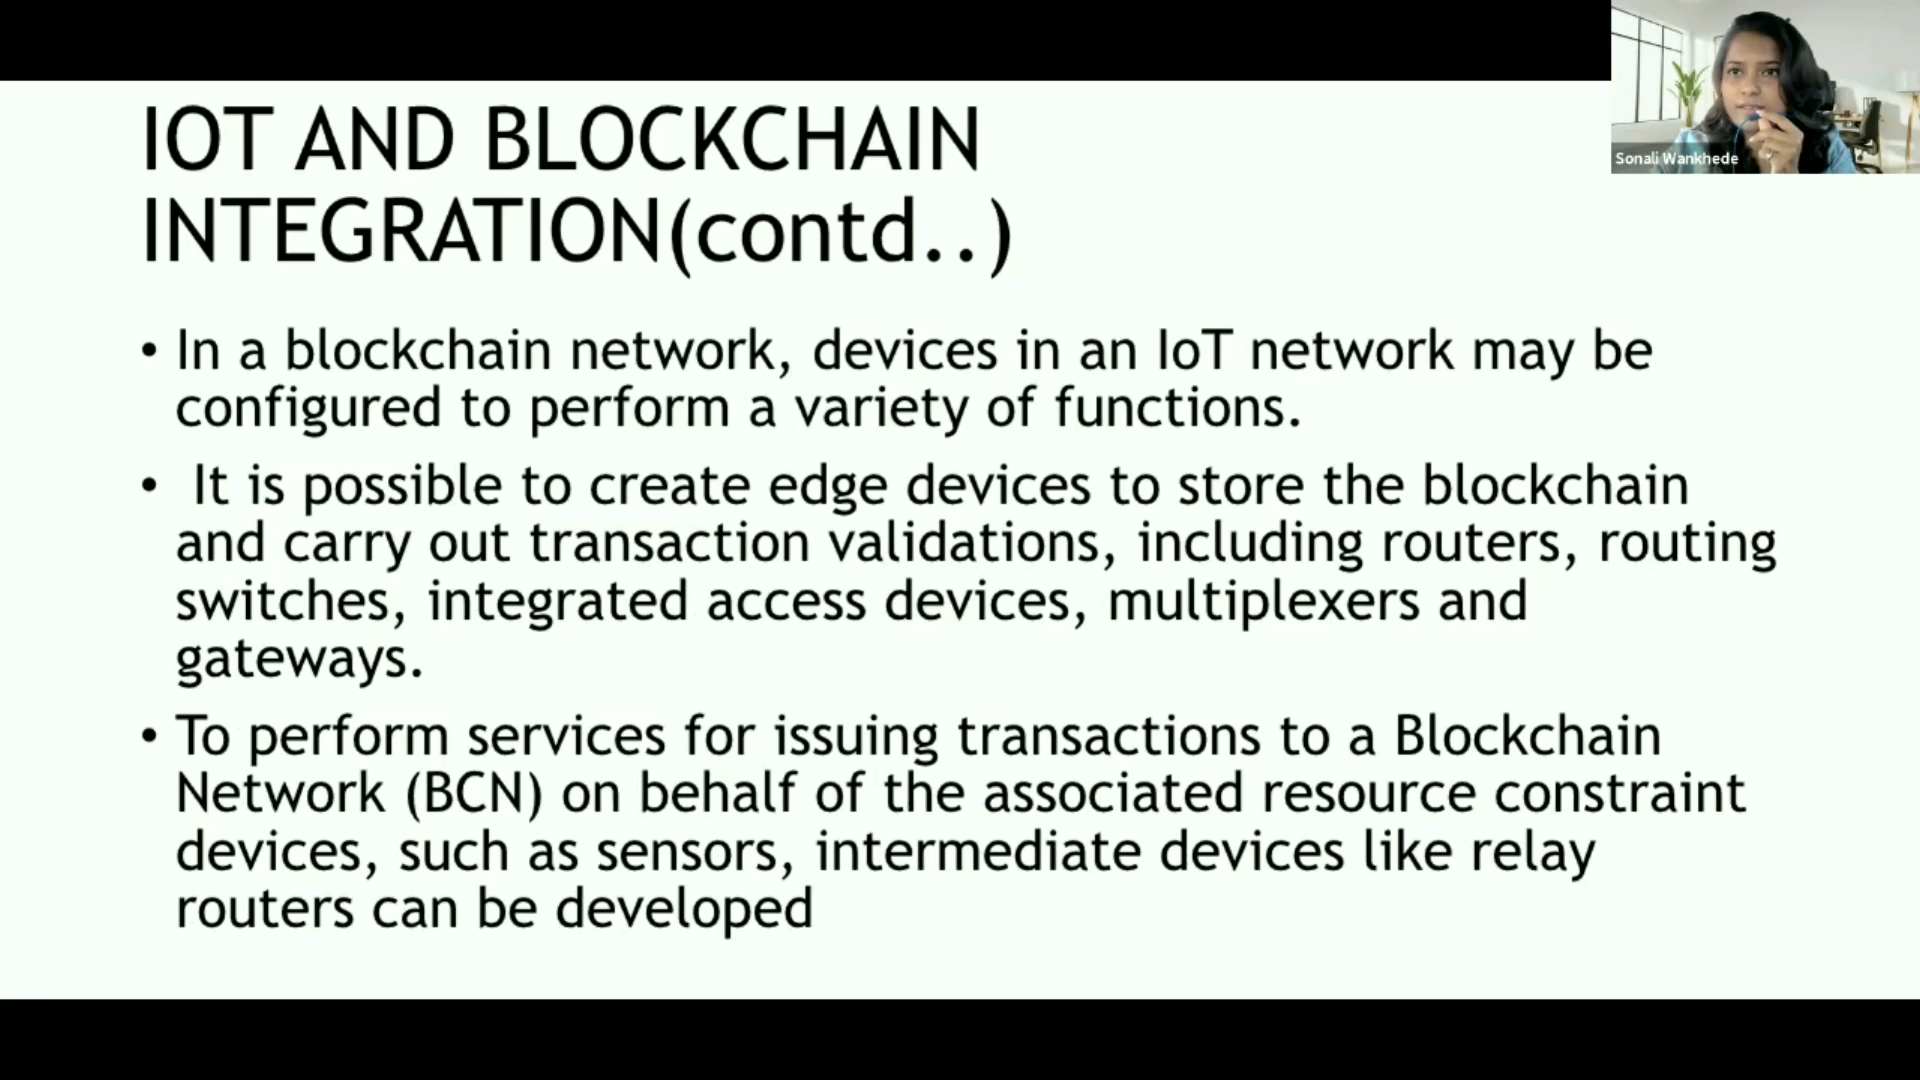 IOT AND BLOCKCHAIN
INTEGRATION(contd..)
• In a blockchain network, devices in an IoT network may be
configured to perform a variety of functions.
• It is possible to create edge devices to store the blockchain
and carry out transaction validations, including routers, routing
switches, integrated access devices, multiplexers and
gateways.
• To perform services for issuing transactions to a Blockchain
Network (BCN) on behalf of the associated resource constraint
devices, such as sensors, intermediate devices like relay
routers can be developed
Sonali Wankhede